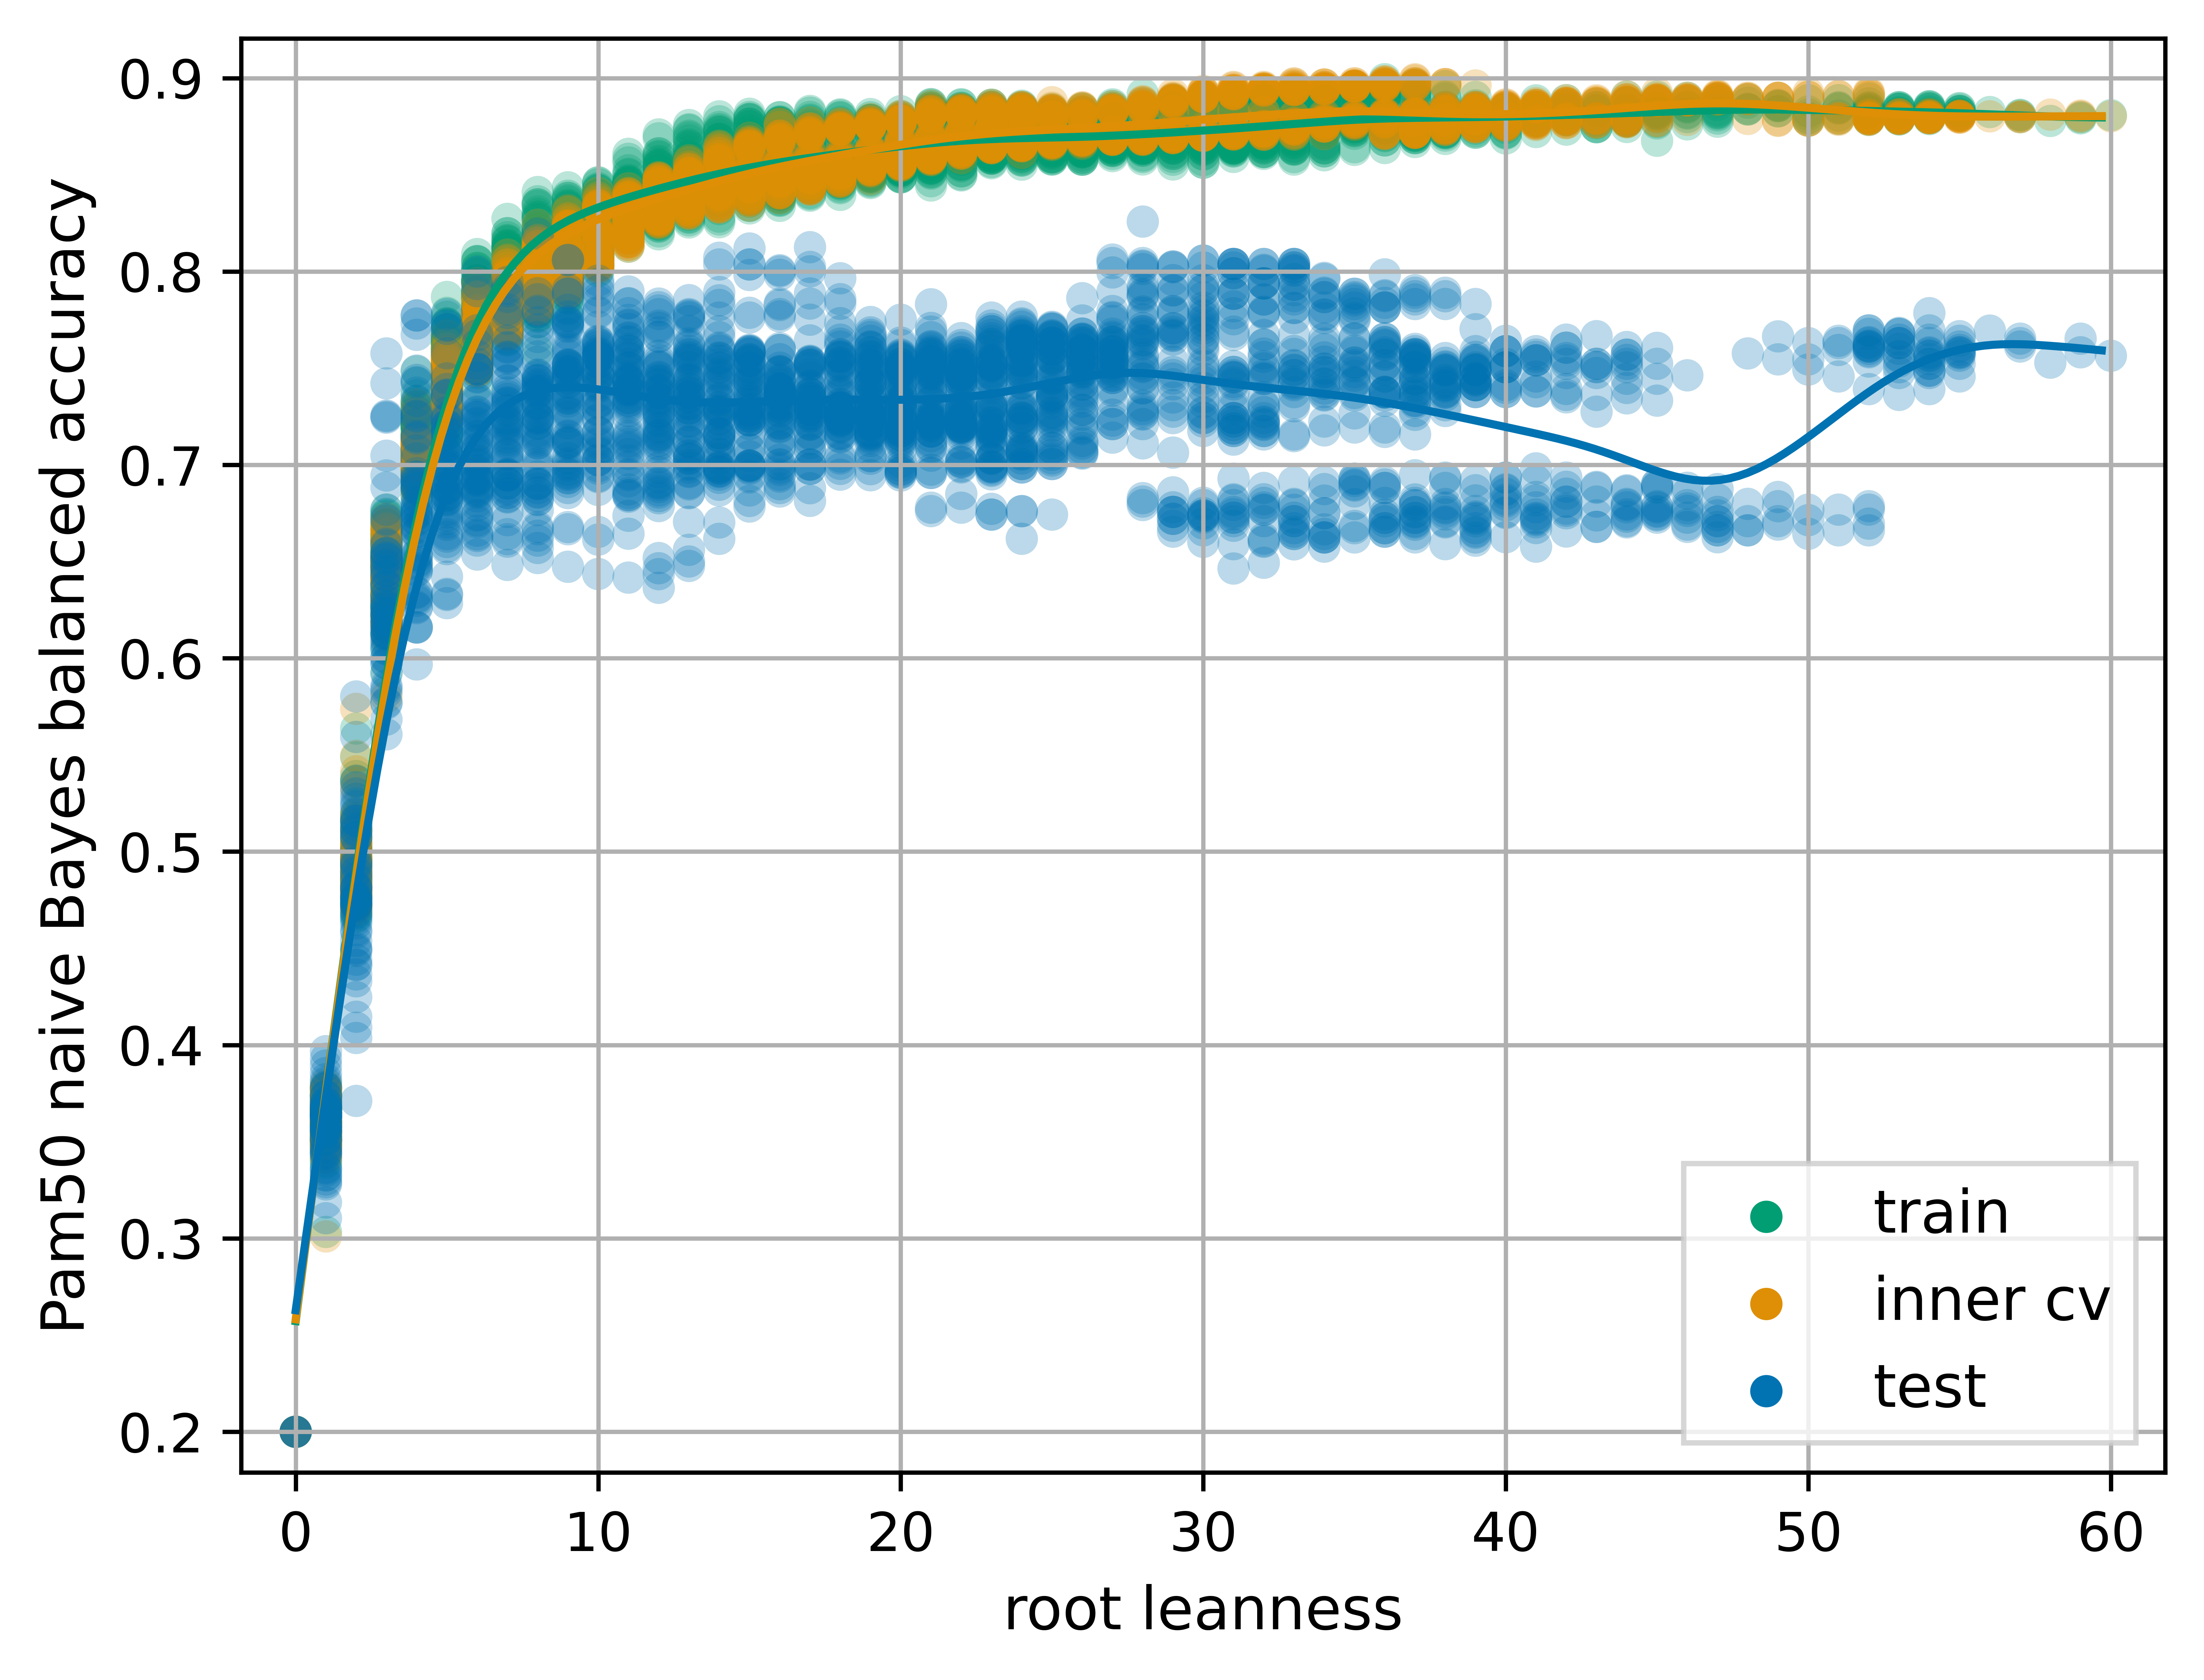 Pam50 naive Bayes balanced accuracy
0.9
0.8
0.7
0.6
0.5
0.4
0.3
0.2
0 10 20 30 40 50 60
root leanness
train
inner cv
test